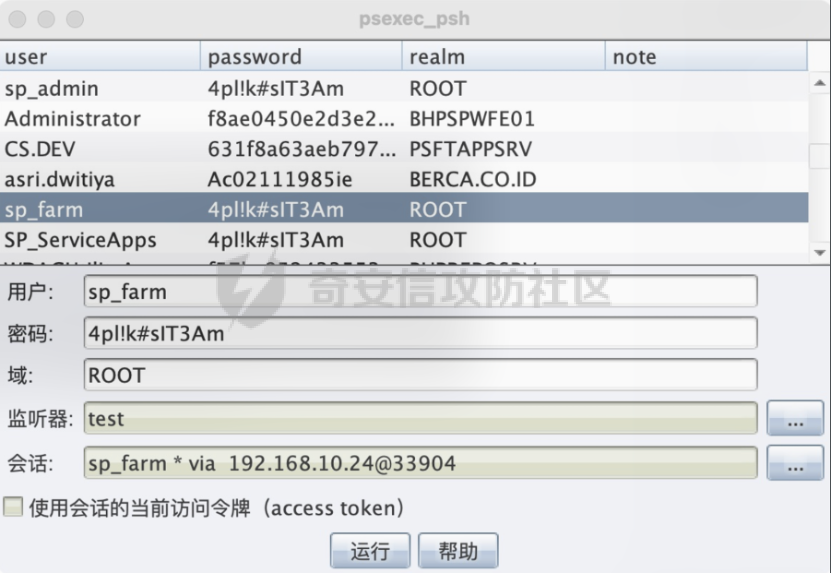 psexec_psh
user password realm note
sp_admin 4pl!k#sIT3Am ROOT
Administrator f8ae0450e2d3e2... BHPSPWFE01
CS.DEV 631f8a63aeb797... PSFTAPPSRV
asri.dwitiya Ac02111985ie BERCA.CO.ID
sp_farm 4pl!k#sIT3Am ROOT
SP_ServiceApps 4pl!k#sIT3Am ROOT
奇安信攻防社区
用户: sp_farm
密码: 4pl!k#sIT3Am
域: ROOT
监听器: test ...
会话: sp_farm * via 192.168.10.24@33904 ...
使用会话的当前访问令牌（access token）
运行 帮助